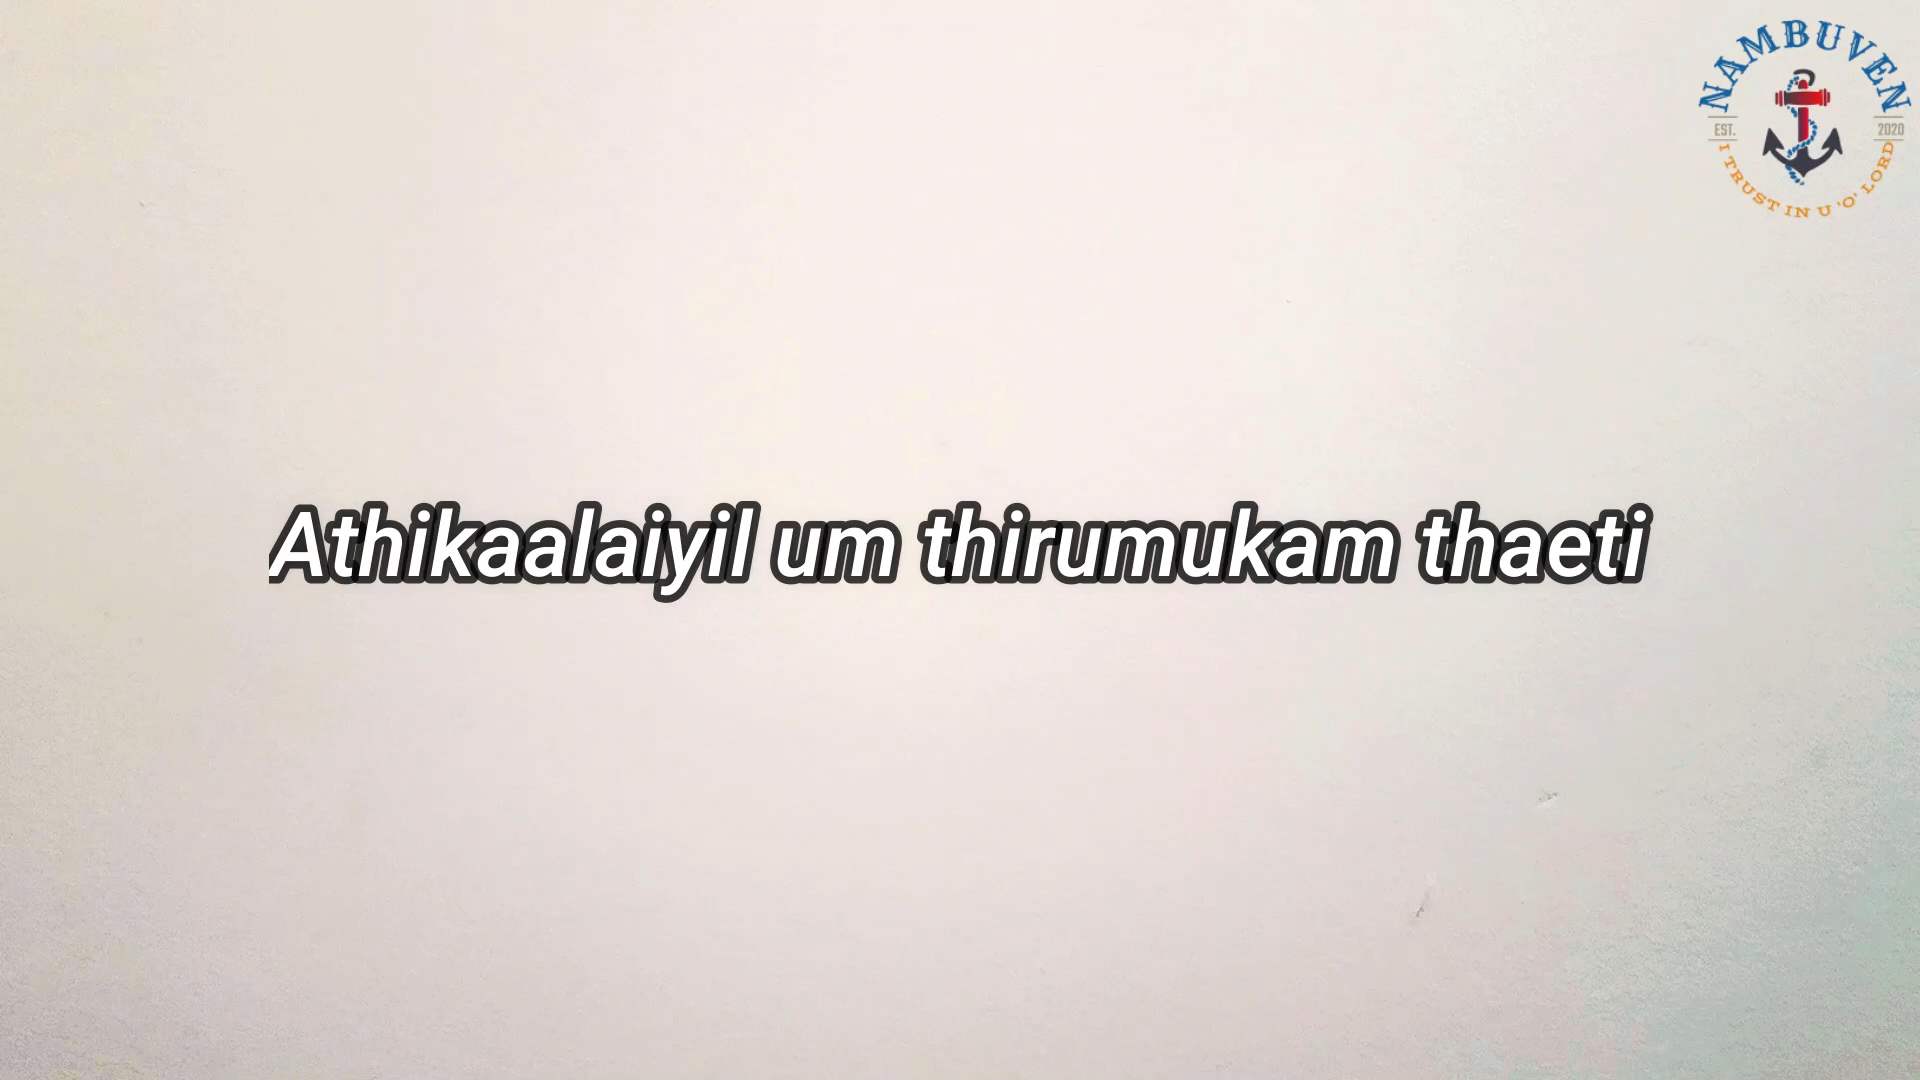 NAMBUVEN
EST. 2020
I TRUST IN U 'O' LORD
Athikaalaiyil um thirumukam thaeti